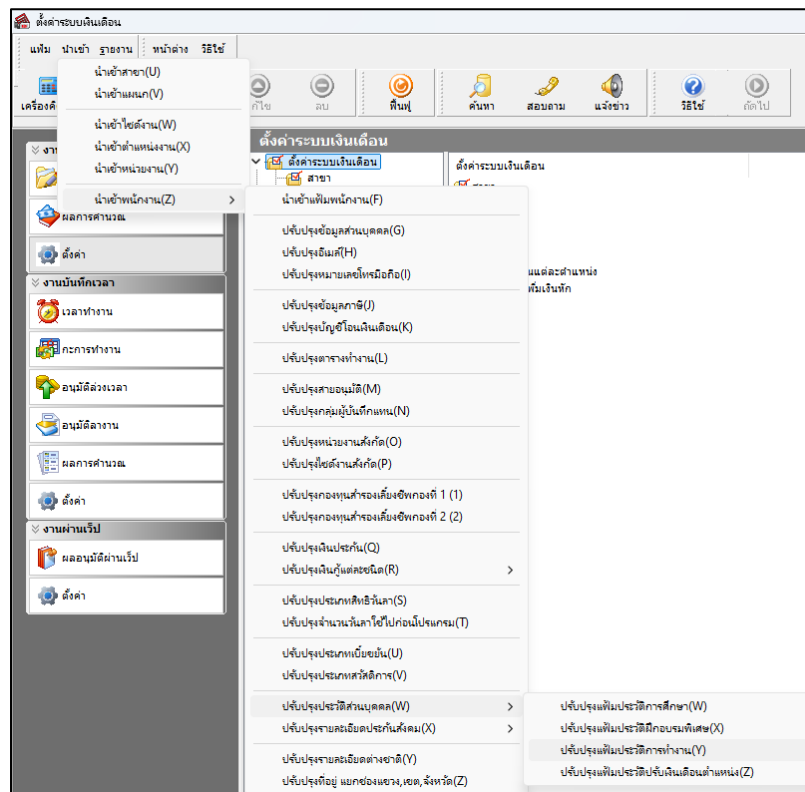 ตั้งค่าระบบเงินเดือน
แฟ้ม นำเข้า รายงาน หน้าต่าง วิธีใช้
นำเข้าสาขา(U)
นำเข้าแผนก(V)
นำเข้าไซต์งาน(W)
นำเข้าตำแหน่งงาน(X)
นำเข้าหน่วยงาน(Y)
นำเข้าพนักงาน(Z)
ลบ ฟื้นฟู ค้นหา สอบถาม แจ้งข่าว วิธีใช้ ถัดไป
ตั้งค่าระบบเงินเดือน
ตั้งค่าระบบเงินเดือน
สาขา
ตั้งค่าระบบเงินเดือน
ผลการคำนวณ
ตั้งค่า
งานบันทึกเวลา
เวลาทำงาน
กะการทำงาน
อนุมัติล่วงเวลา
อนุมัติลางาน
ผลการคำนวณ
ตั้งค่า
งานผ่านเว็ป
ผลอนุมัติผ่านเว็ป
ตั้งค่า
นำเข้าแฟ้มพนักงาน(F)
ปรับปรุงข้อมูลส่วนบุคคล(G)
ปรับปรุงอีเมล์(H)
ปรับปรุงหมายเลขโทรมือถือ(I)
ปรับปรุงข้อมูลภาษี(J)
ปรับปรุงบัญชีโอนเงินเดือน(K)
ปรับปรุงตารางทำงาน(L)
ปรับปรุงสายอนุมัติ(M)
ปรับปรุงกลุ่มผู้บันทึกแทน(N)
ปรับปรุงหน่วยงานสังกัด(O)
ปรับปรุงไซต์งานสังกัด(P)
ปรับปรุงกองทุนสำรองเลี้ยงชีพกองที่ 1 (1)
ปรับปรุงกองทุนสำรองเลี้ยงชีพกองที่ 2 (2)
ปรับปรุงเงินประกัน(Q)
ปรับปรุงเงินกู้แต่ละชนิด(R)
ปรับปรุงประเภทสิทธิวันลา(S)
ปรับปรุงจำนวนวันลาใช้ไปก่อนโปรแกรม(T)
ปรับปรุงประเภทเบี้ยขยัน(U)
ปรับปรุงประเภทสวัสดิการ(V)
ปรับปรุงประวัติส่วนบุคคล(W)
ปรับปรุงรายละเอียดประกันสังคม(X)
ปรับปรุงรายละเอียดต่างชาติ(Y)
ปรับปรุงที่อยู่ แยกช่องแขวง,เขต,จังหวัด(Z)
ปรับปรุงแฟ้มประวัติการศึกษา(W)
ปรับปรุงแฟ้มประวัติฝึกอบรมพิเศษ(X)
ปรับปรุงแฟ้มประวัติการทำงาน(Y)
ปรับปรุงแฟ้มประวัติปรับเงินเดือนตำแหน่ง(Z)